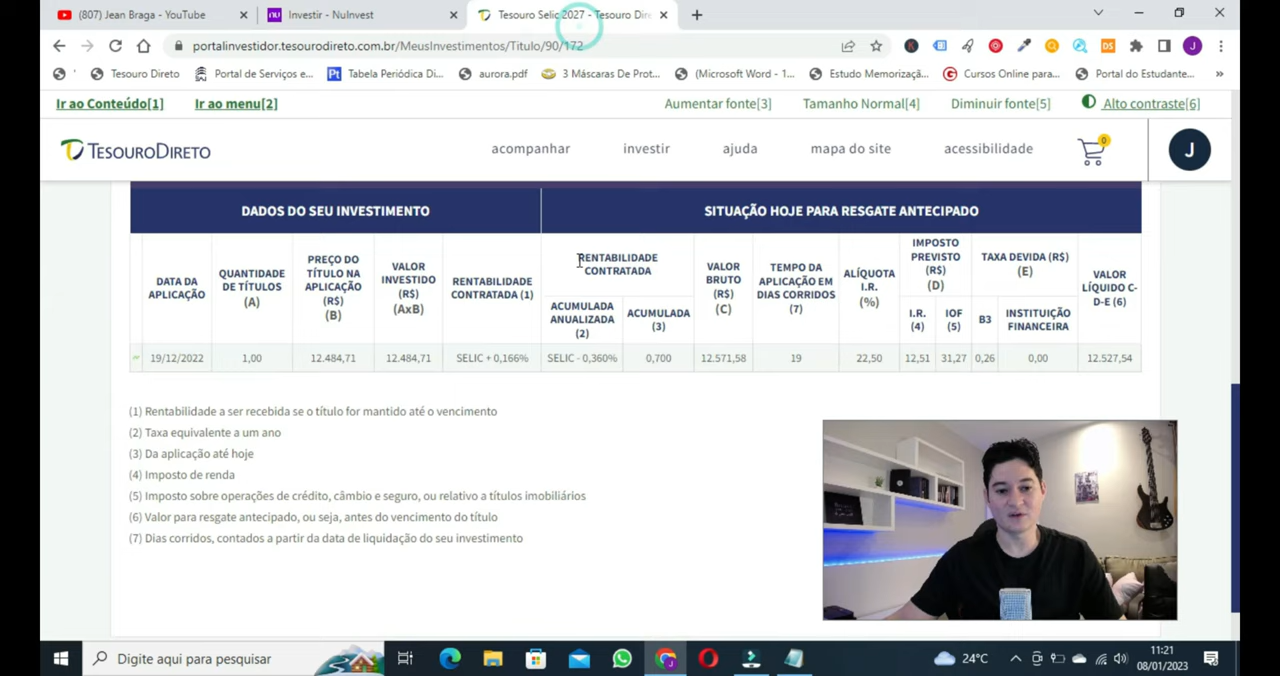 (807) Jean Braga - YouTube
Investir - NuInvest
Tesouro Selic 2027 - Tesouro Dire
portalinvestidor.tesourodireto.com.br/MeusInvestimentos/Titulo/90/172
Tesouro Direto
Portal de Serviços e...
Tabela Periódica Di...
aurora.pdf
3 Máscaras De Prot...
(Microsoft Word - 1...
Estudo Memorizaçã...
Cursos Online para...
Portal do Estudante...
»
Ir ao Conteúdo[1]
Ir ao menu[2]
Aumentar fonte[3]
Tamanho Normal[4]
Diminuir fonte[5]
Alto contraste[6]
TESOURODIRETO
acompanhar
investir
ajuda
mapa do site
acessibilidade
0
J
DADOS DO SEU INVESTIMENTO
SITUAÇÃO HOJE PARA RESGATE ANTECIPADO
DATA DA
APLICAÇÃO
QUANTIDADE
DE TÍTULOS
(A)
PREÇO DO
TÍTULO NA
APLICAÇÃO
(R$)
(B)
VALOR
INVESTIDO
(R$)
(AxB)
RENTABILIDADE
CONTRATADA (1)
RENTABILIDADE
CONTRATADA
ACUMULADA
ANUALIZADA
(2)
ACUMULADA
(3)
VALOR
BRUTO
(R$)
(C)
TEMPO DA
APLICAÇÃO EM
DIAS CORRIDOS
(7)
ALÍQUOTA
I.R.
(%)
IMPOSTO
PREVISTO
(R$)
(D)
I.R.
(4)
IOF
(5)
TAXA DEVIDA (R$)
(E)
B3
INSTITUIÇÃO
FINANCEIRA
VALOR
LÍQUIDO C-
D-E (6)
19/12/2022 1,00 12.484,71 12.484,71 SELIC + 0,166% SELIC - 0,360% 0,700 12.571,58 19 22,50 12,51 31,27 0,26 0,00 12.527,54
(1) Rentabilidade a ser recebida se o título for mantido até o vencimento
(2) Taxa equivalente a um ano
(3) Da aplicação até hoje
(4) Imposto de renda
(5) Imposto sobre operações de crédito, câmbio e seguro, ou relativo a títulos imobiliários
(6) Valor para resgate antecipado, ou seja, antes do vencimento do título
(7) Dias corridos, contados a partir da data de liquidação do seu investimento
Digite aqui para pesquisar
24°C
11:21
08/01/2023